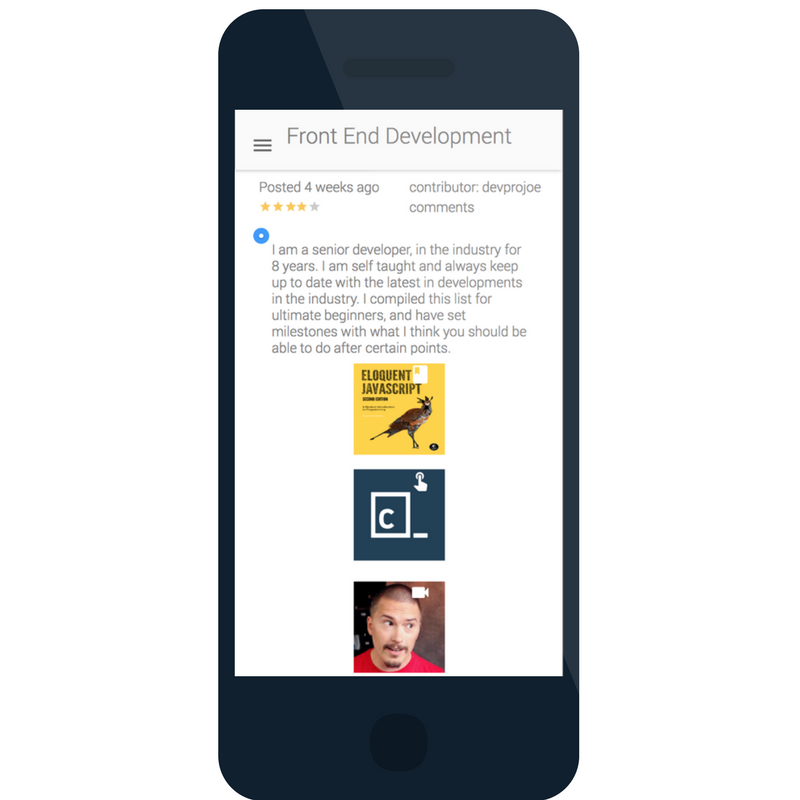 Front End Development
Posted 4 weeks ago
contributor: devprojoe
comments
I am a senior developer, in the industry for
8 years. I am self taught and always keep
up to date with the latest in developments
in the industry. I compiled this list for
ultimate beginners, and have set
milestones with what I think you should be
able to do after certain points.
ELOQUENT
JAVASCRIPT
SECOND EDITION
c_